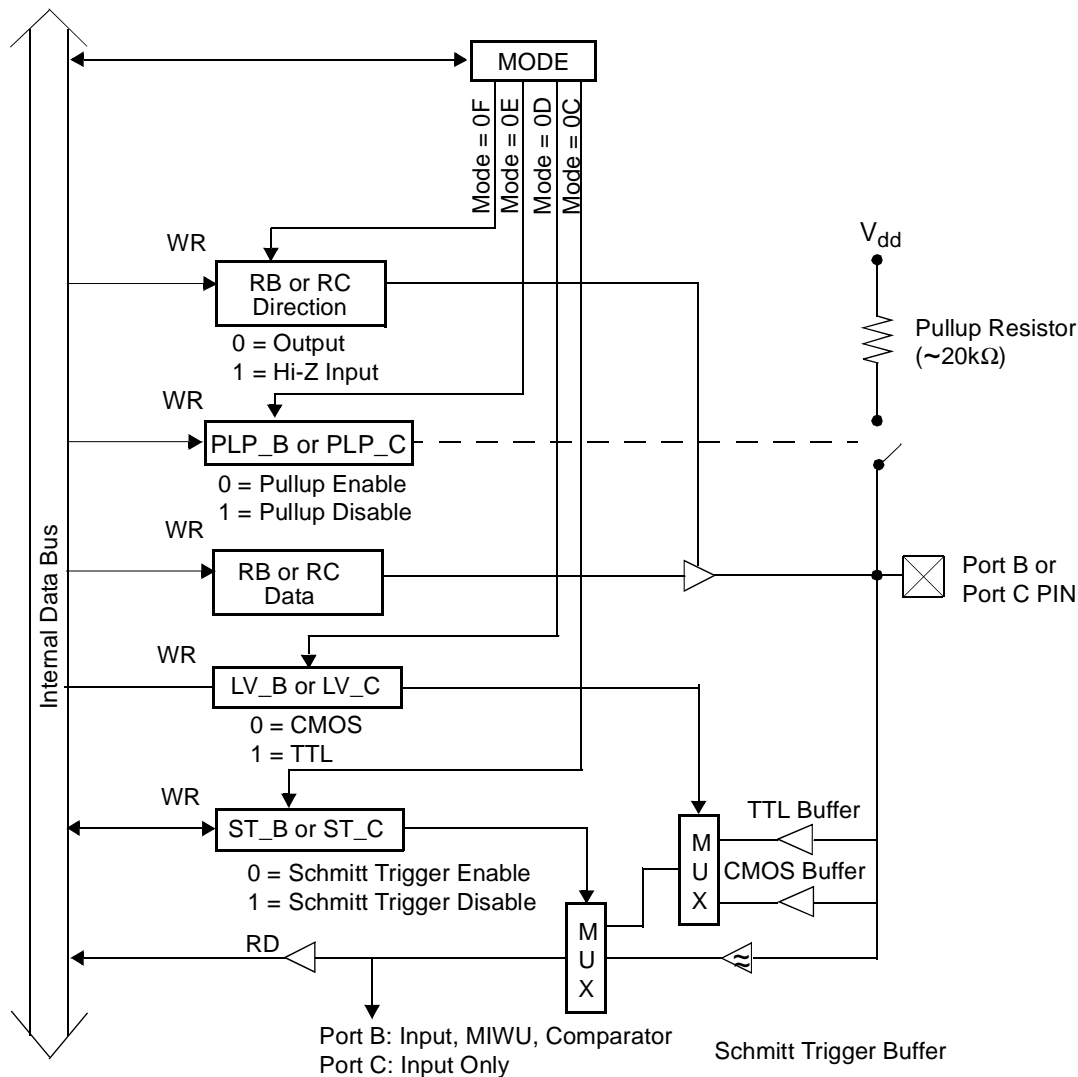 MODE
Mode = 0F
Mode = 0E
Mode = 0D
Mode = 0C
WR
RB or RC
Direction
0 = Output
1 = Hi-Z Input
Vdd
Pullup Resistor
(~20kΩ)
WR
PLP_B or PLP_C
0 = Pullup Enable
1 = Pullup Disable
WR
RB or RC
Data
Port B or
Port C PIN
Internal Data Bus
WR
LV_B or LV_C
0 = CMOS
1 = TTL
WR
ST_B or ST_C
0 = Schmitt Trigger Enable
1 = Schmitt Trigger Disable
TTL Buffer
CMOS Buffer
M
U
X
M
U
X
RD
≈
Port B: Input, MIWU, Comparator
Port C: Input Only
Schmitt Trigger Buffer